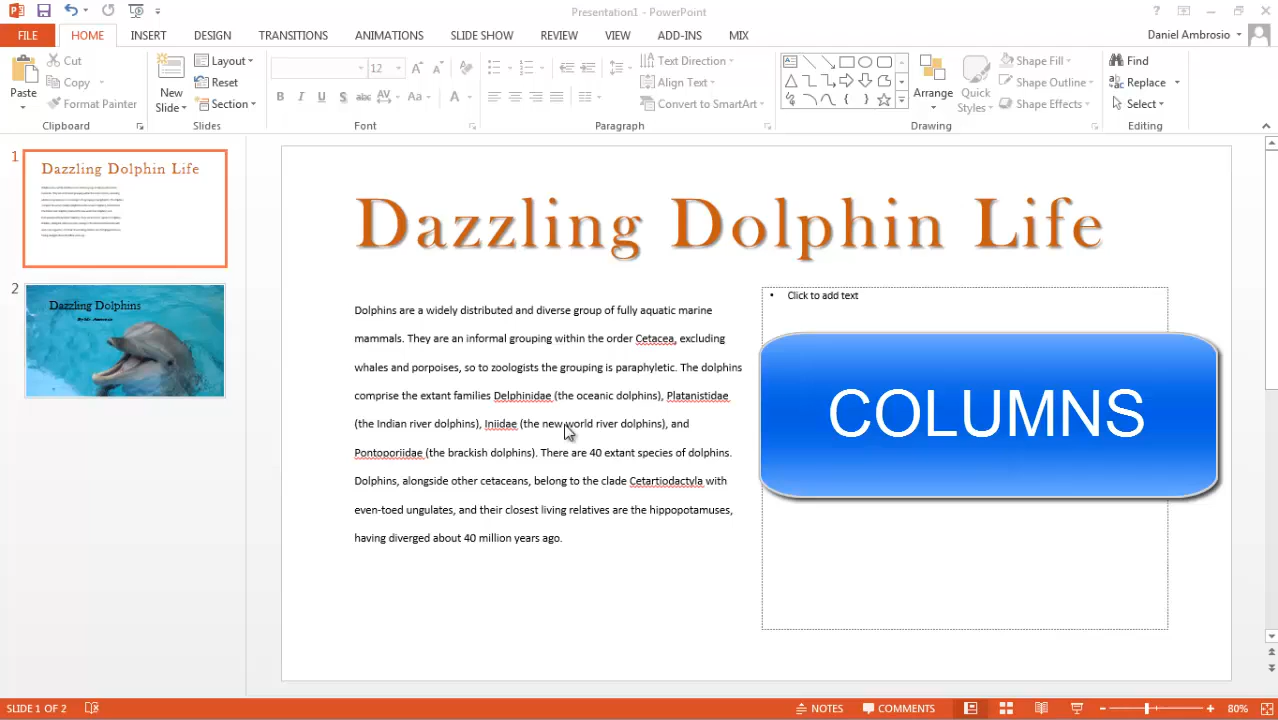 Presentation1 - PowerPoint
?
FILE HOME INSERT DESIGN TRANSITIONS ANIMATIONS SLIDE SHOW REVIEW VIEW ADD-INS MIX
Daniel Ambrosio
Paste
Cut
Copy
Format Painter
Clipboard
New
Slide
Layout
Reset
Section
Slides
12
B I U S abc AV Aa A
Font
Text Direction
Align Text
Convert to SmartArt
Paragraph
Arrange
Quick
Styles
Shape Fill
Shape Outline
Shape Effects
Drawing
Find
Replace
Select
Editing
1
Dazzling Dolphin Life
2
Dazzling Dolphins
Dazzling Dolphin Life
Dolphins are a widely distributed and diverse group of fully aquatic marine
mammals. They are an informal grouping within the order Cetacea, excluding
whales and porpoises, so to zoologists the grouping is paraphyletic. The dolphins
comprise the extant families Delphinidae (the oceanic dolphins), Platanistidae
(the Indian river dolphins), Iniidae (the new world river dolphins), and
Pontoporiidae (the brackish dolphins). There are 40 extant species of dolphins.
Dolphins, alongside other cetaceans, belong to the clade Cetartiodactyla with
even-toed ungulates, and their closest living relatives are the hippopotamuses,
having diverged about 40 million years ago.
• Click to add text
COLUMNS
SLIDE 1 OF 2
NOTES
COMMENTS
80%